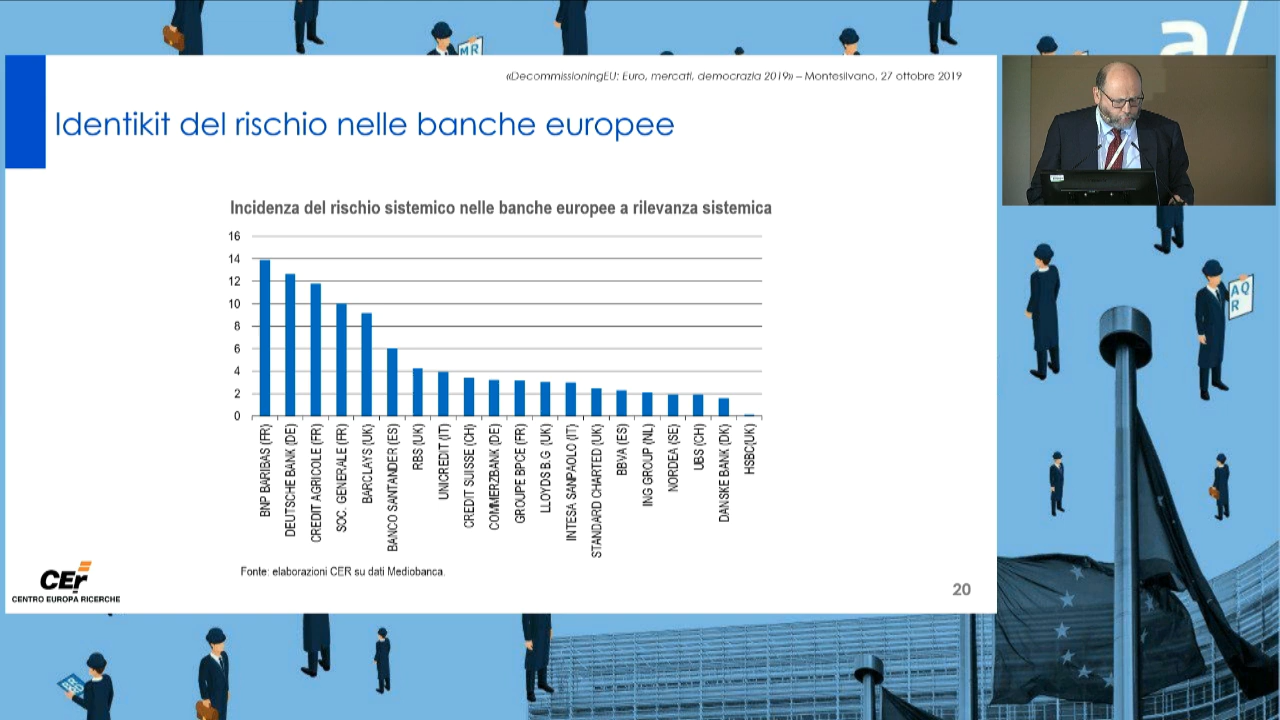 MR
a/
«DecommissioningEU: Euro, mercati, democrazia 2019» – Montesilvano, 27 ottobre 2019
Identikit del rischio nelle banche europee
Incidenza del rischio sistemico nelle banche europee a rilevanza sistemica
16
14
12
10
8
6
4
2
0
BNP BARIBAS (FR)
DEUTSCHE BANK (DE)
CREDIT AGRICOLE (FR)
SOC. GENERALE (FR)
BARCLAYS (UK)
BANCO SANTANDER (ES)
RBS (UK)
UNICREDIT (IT)
CREDIT SUISSE (CH)
COMMERZBANK (DE)
GROUPE BPCE (FR)
LLOYDS B.G (UK)
INTESA SANPAOLO (IT)
STANDARD CHARTED (UK)
BBVA (ES)
ING GROUP (NL)
NORDEA (SE)
UBS (CH)
DANSKE BANK (DK)
HSBC(UK)
Fonte: elaborazioni CER su dati Mediobanca.
CEr
CENTRO EUROPA RICERCHE
20
AQ
R